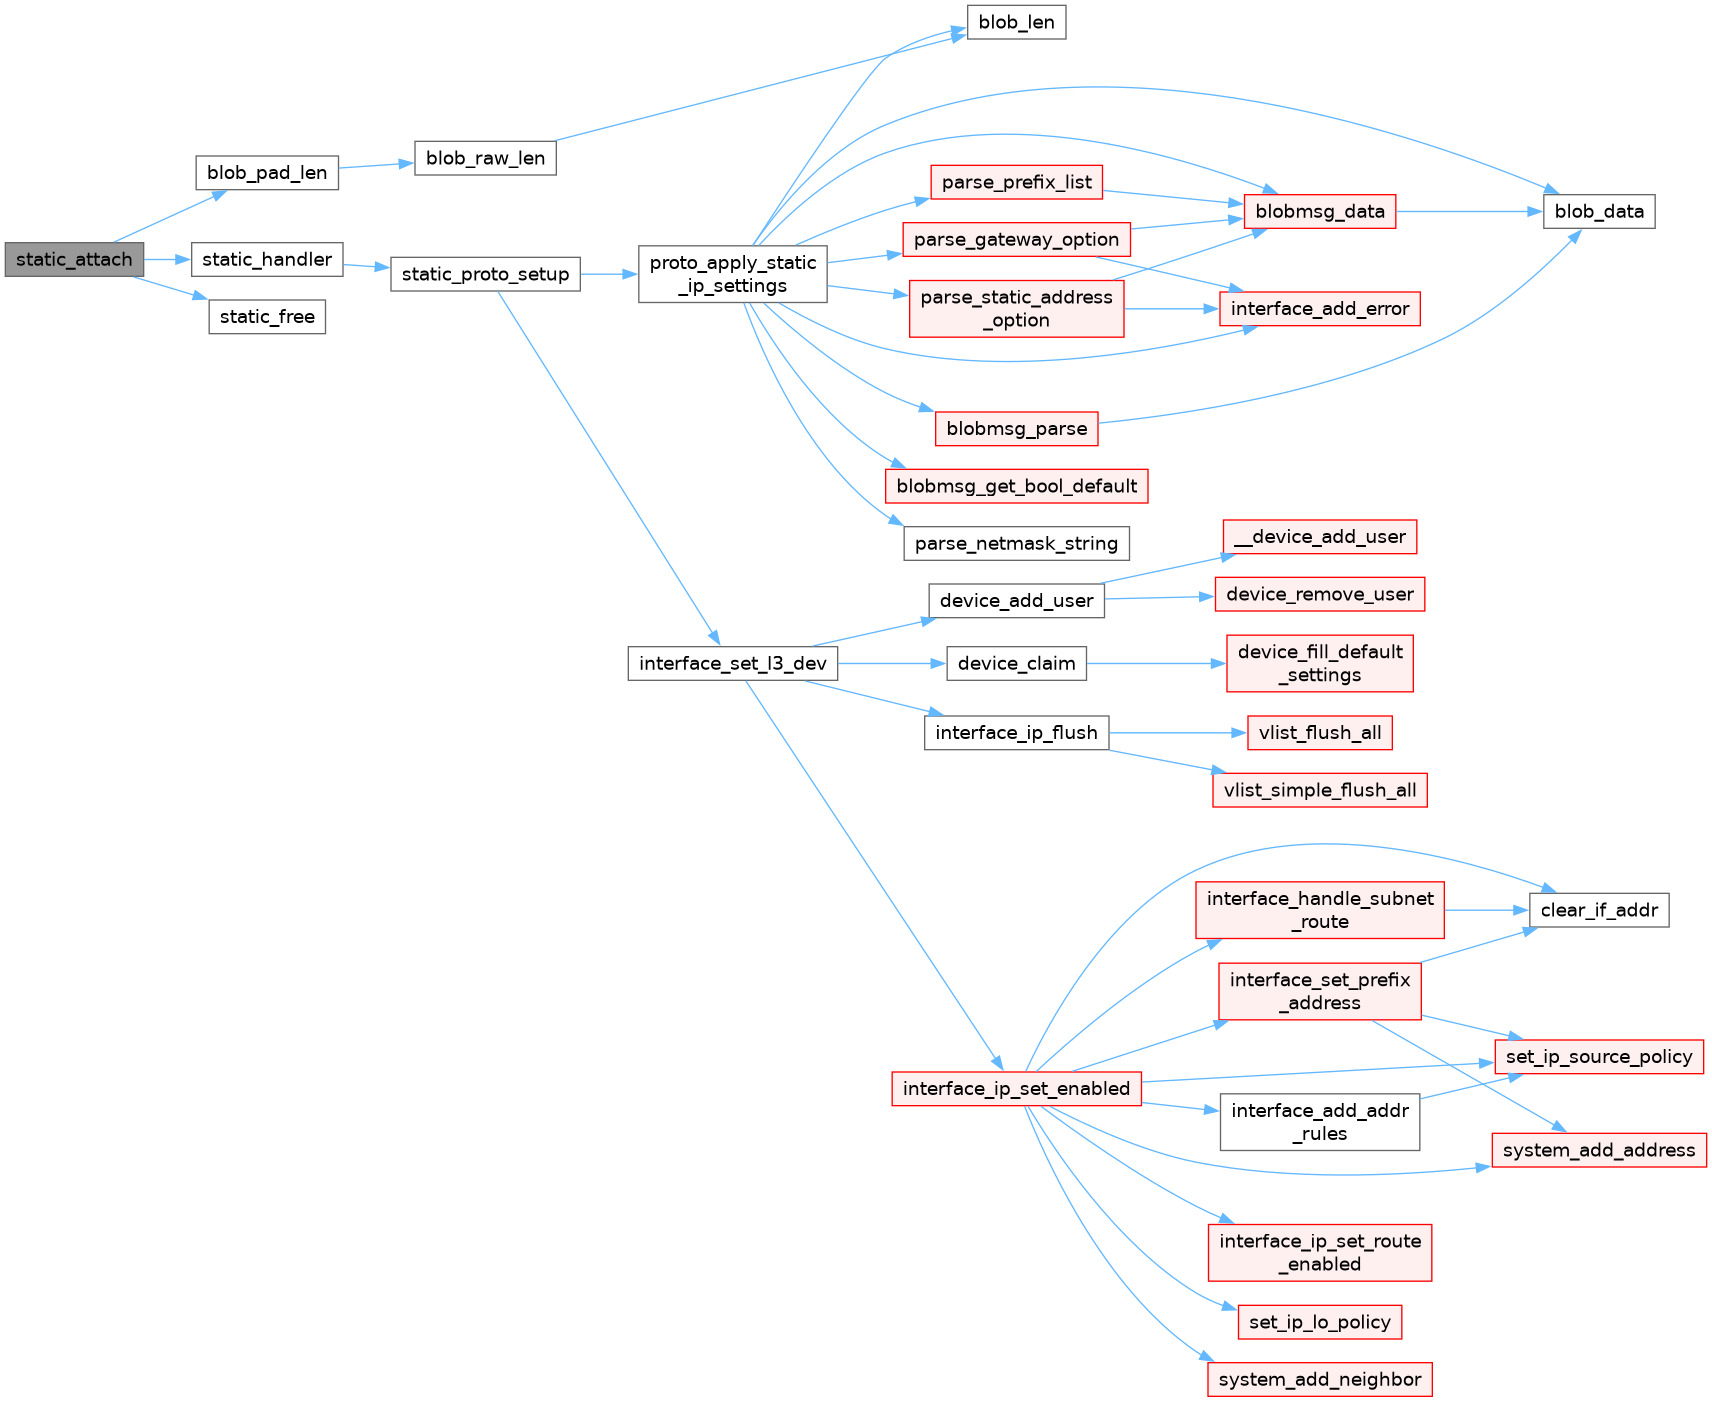 static_attach
blob_pad_len
static_handler
static_free
blob_raw_len
static_proto_setup
proto_apply_static
_ip_settings
interface_set_l3_dev
blob_len
parse_prefix_list
parse_gateway_option
parse_static_address
_option
blobmsg_parse
blobmsg_get_bool_default
parse_netmask_string
device_add_user
device_claim
interface_ip_flush
interface_ip_set_enabled
blobmsg_data
interface_add_error
__device_add_user
device_remove_user
device_fill_default
_settings
vlist_flush_all
vlist_simple_flush_all
interface_handle_subnet
_route
interface_set_prefix
_address
interface_add_addr
_rules
interface_ip_set_route
_enabled
set_ip_lo_policy
system_add_neighbor
blob_data
clear_if_addr
set_ip_source_policy
system_add_address